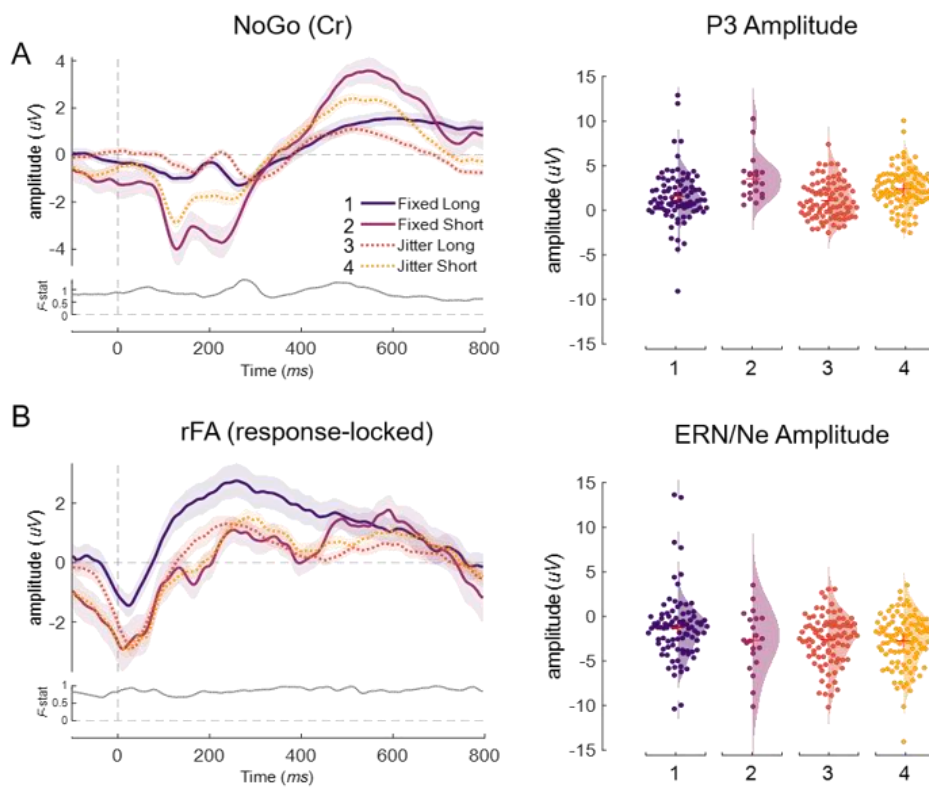 A
NoGo (Cr)
amplitude (uV)
4
2
0
-2
-4
1 Fixed Long
2 Fixed Short
3 Jitter Long
4 Jitter Short
F-stat
1
0.5
0
0 200 400 600 800
Time (ms)
P3 Amplitude
amplitude (uV)
15
10
5
0
-5
-10
-15
1 2 3 4
B
rFA (response-locked)
amplitude (uV)
2
0
-2
F-stat
1
0.5
0
0 200 400 600 800
Time (ms)
ERN/Ne Amplitude
amplitude (uV)
15
10
5
0
-5
-10
-15
1 2 3 4